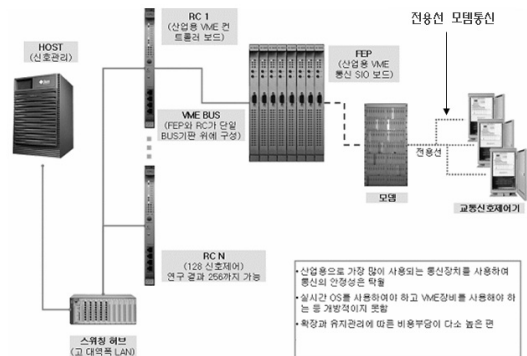 HOST
(신호관리)
RC 1
(산업용 VME 컨
트롤러 보드)
VME BUS
(FEP와 RC가 단일
BUS기판 위에 구성)
FEP
(산업용 VME
통신 SIO 보드)
전용선 모뎀통신
전용선
모뎀
교통신호제어기
RC N
(128 신호제어)
연구 결과 256까지 가능
스위칭 허브
(고 대역폭 LAN)
• 산업용으로 가장 많이 사용되는 통신장치를 사용하여
통신의 안정성은 탁월
• 실시간 OS를 사용하여야 하고 VME장비를 사용해야 하
는 등 개방적이지 못함
• 확장과 유지관리에 따른 비용부담이 다소 높은 편